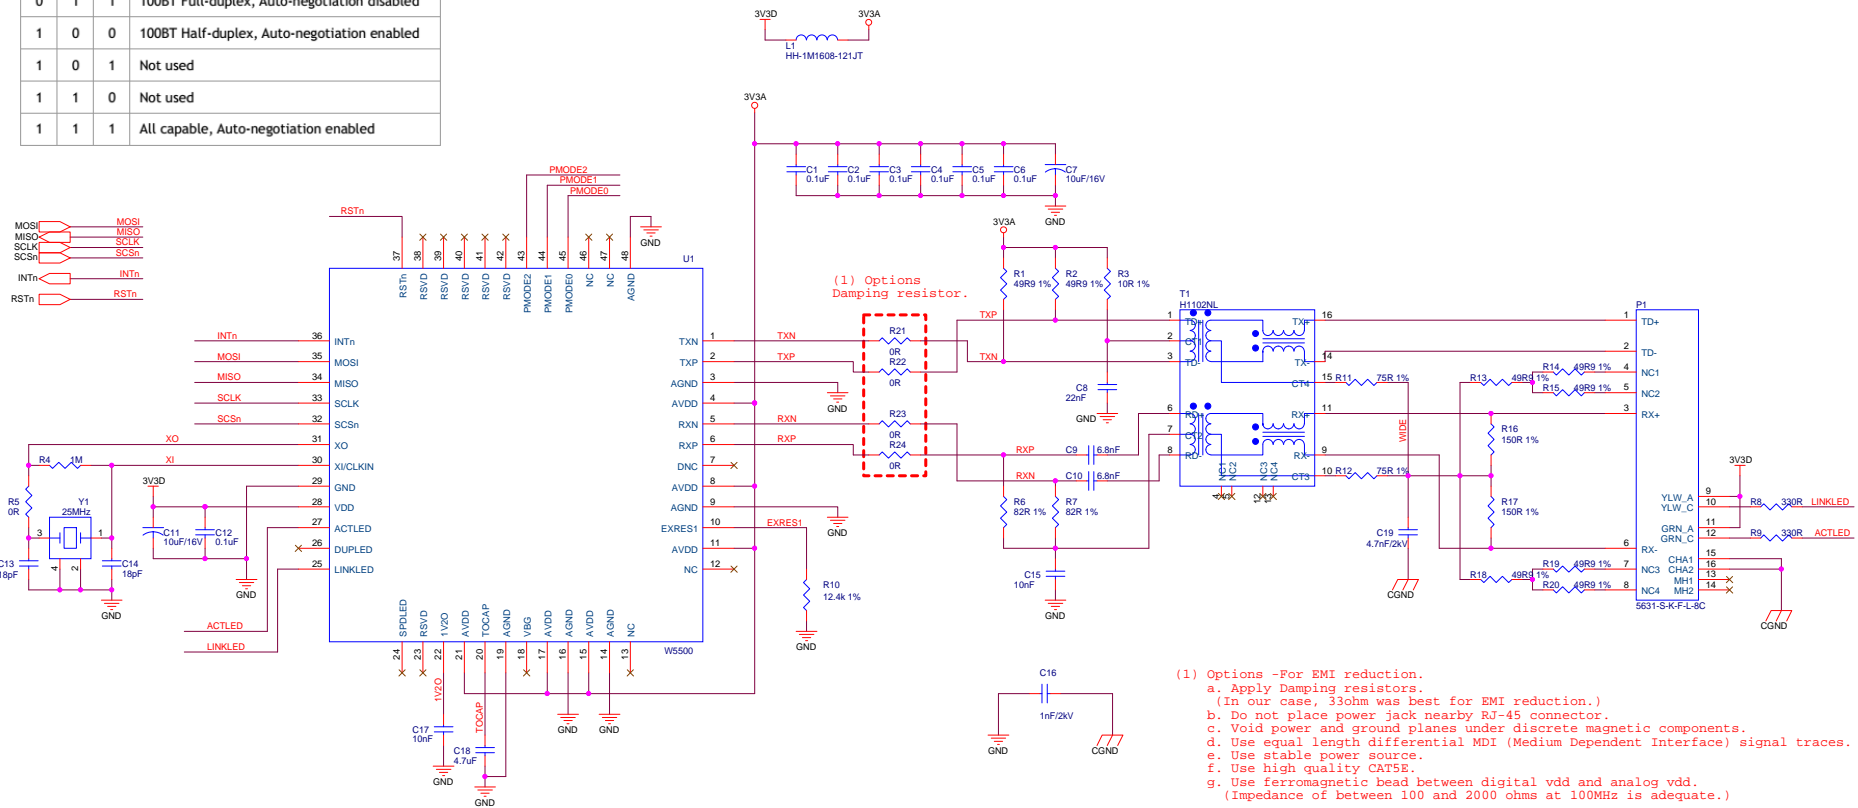 0 1 1 100BT Full-duplex, Auto-negotiation disabled
1 0 0 100BT Half-duplex, Auto-negotiation enabled
1 0 1 Not used
1 1 0 Not used
1 1 1 All capable, Auto-negotiation enabled
3V3D
3V3A
L1
HH-1M1608-121JT
3V3A
C1
0.1uF
C2
0.1uF
C3
0.1uF
C4
0.1uF
C5
0.1uF
C6
0.1uF
C7
10uF/16V
GND
MOSI MOSI
MISO MISO
SCLK SCLK
SCSn SCSn
INTn INTn
RSTn RSTn
RSTn
PMODE2
PMODE1
PMODE0
GND
37 38 39 40 41 42 43 44 45 46 47 48
RSTn RSVD RSVD RSVD RSVD RSVD PMODE2 PMODE1 PMODE0 NC NC AGND
U1
INTn 36 INTn
MOSI 35 MOSI
MISO 34 MISO
SCLK 33 SCLK
SCSn 32 SCSn
XO 31 XO
XI 30 XI/CLKIN
29 GND
28 VDD
27 ACTLED
26 DUPLED
25 LINKLED
TXN 1 TXN
TXP 2 TXP
AGND 3
AVDD 4
RXN 5 RXN
RXP 6 RXP
DNC 7
AVDD 8
AGND 9
EXRES1 10 EXRES1
AVDD 11
NC 12
GND
GND
SPDLED RSVD 1V2O AVDD TOCAP AGND VBG AVDD AGND AVDD AGND NC
24 23 22 21 20 19 18 17 16 15 14 13
W5500
R4 1M
R5
0R
Y1
25MHz
3 1
4 2
C13
18pF
C14
18pF
GND
3V3D
C11
10uF/16V
C12
0.1uF
GND
ACTLED
LINKLED
1V2O
C17
10nF
GND
TOCAP
C18
4.7uF
GND
GND
GND
R10
12.4k 1%
GND
(1) Options
Damping resistor.
R21
0R
R22
0R
R23
0R
R24
0R
3V3A
R1
49R9 1%
R2
49R9 1%
R3
10R 1%
TXP
TXN
C8
22nF
GND
RXP
RXN
C9 6.8nF
C10 6.8nF
R6
82R 1%
R7
82R 1%
C15
10nF
GND
T1
H1102NL
1 TD+
2 CT1
3 TD-
6 RD+
7 CT2
8 RD-
TX+ 16
TX- 14
CT4 15
RX+ 11
RX- 9
CT3 10
NC1 NC2 NC3 NC4
4 5 12 13
R11 75R 1%
R12 75R 1%
WIDE
C19
4.7nF/2kV
CGND
R13 49R9 1%
R14 49R9 1%
R15 49R9 1%
R16
150R 1%
R17
150R 1%
R18 49R9 1%
R19 49R9 1%
R20 49R9 1%
P1
1 TD+
2 TD-
4 NC1
5 NC2
3 RX+
6 RX-
7 NC3
8 NC4
YLW_A 9
YLW_C 10
GRN_A 11
GRN_C 12
CHA1 15
CHA2 16
MH1 13
MH2 14
5631-S-K-F-L-8C
3V3D
R8 330R LINKLED
R9 330R ACTLED
CGND
C16
1nF/2kV
GND
CGND
(1) Options -For EMI reduction.
a. Apply Damping resistors.
(In our case, 33ohm was best for EMI reduction.)
b. Do not place power jack nearby RJ-45 connector.
c. Void power and ground planes under discrete magnetic components.
d. Use equal length differential MDI (Medium Dependent Interface) signal traces.
e. Use stable power source.
f. Use high quality CAT5E.
g. Use ferromagnetic bead between digital vdd and analog vdd.
(Impedance of between 100 and 2000 ohms at 100MHz is adequate.)